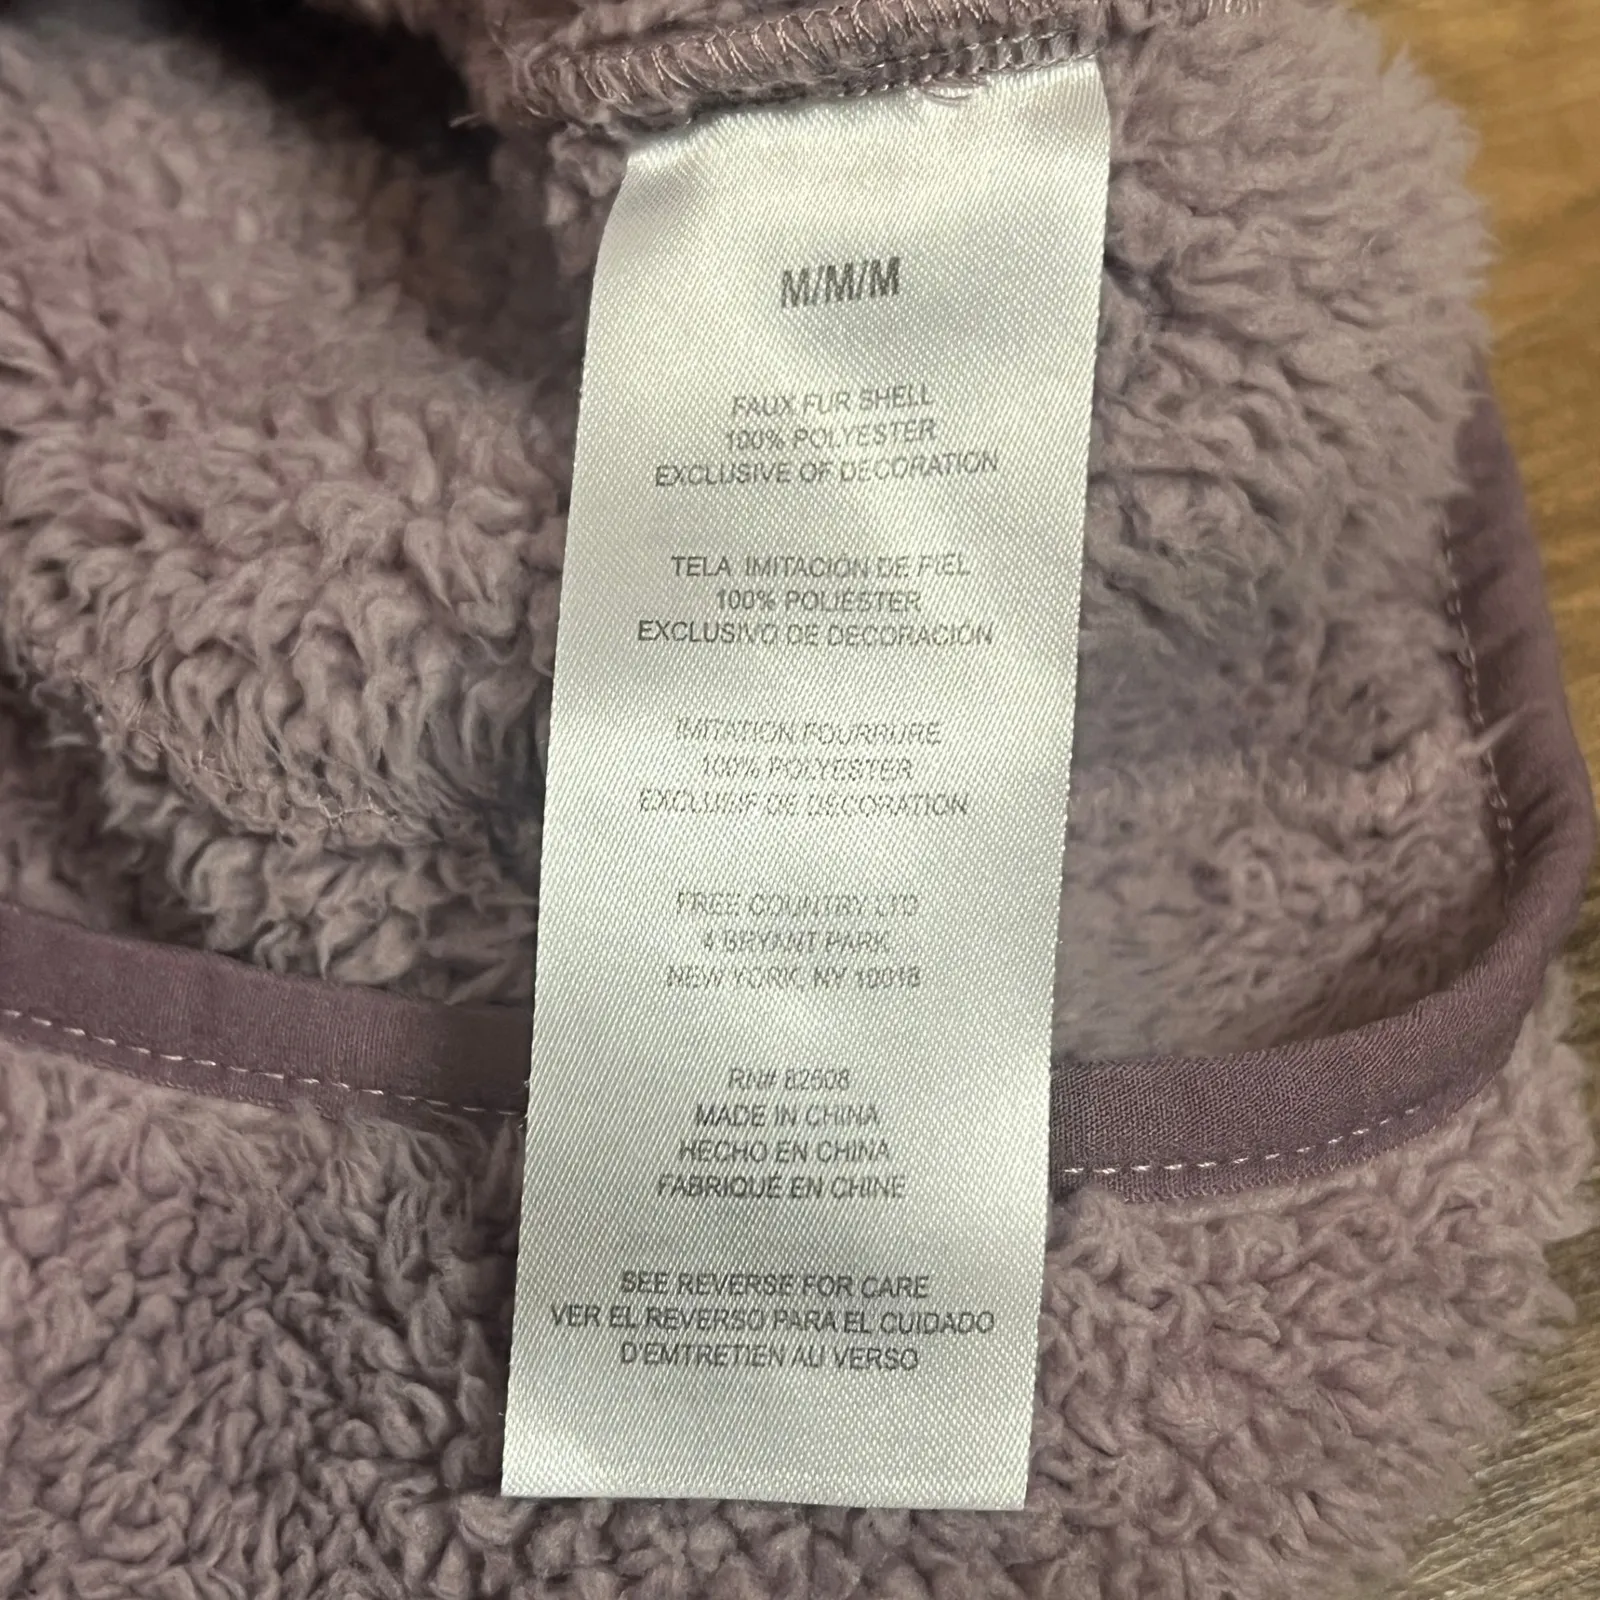 M/M/M
FAUX FUR SHELL
100% POLYESTER
EXCLUSIVE OF DECORATION
TELA IMITACIÓN DE PIEL
100% POLIÉSTER
EXCLUSIVO DE DECORACIÓN
IMITATION FOURRURE
100% POLYESTER
EXCLUSIF DE DECORATION
FREE COUNTRY LTD
4 BRYANT PARK
NEW YORK, NY 10018
RN# 82608
MADE IN CHINA
HECHO EN CHINA
FABRIQUÉ EN CHINE
SEE REVERSE FOR CARE
VER EL REVERSO PARA EL CUIDADO
D'EMTRETIEN AU VERSO